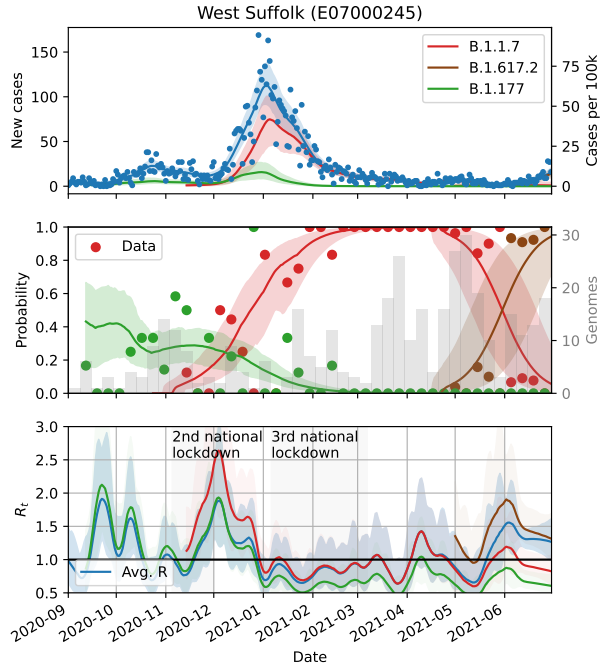 West Suffolk (E07000245)
New cases
150
100
50
0
B.1.1.7
B.1.617.2
B.1.177
75
50
25
0
Cases per 100k
Probability
1.0
0.8
0.6
0.4
0.2
0.0
Data
30
20
10
0
Genomes
R_t
3.0
2.5
2.0
1.5
1.0
0.5
2nd national
lockdown
3rd national
lockdown
Avg. R
2020-09
2020-10
2020-11
2020-12
2021-01
2021-02
2021-03
2021-04
2021-05
2021-06
Date